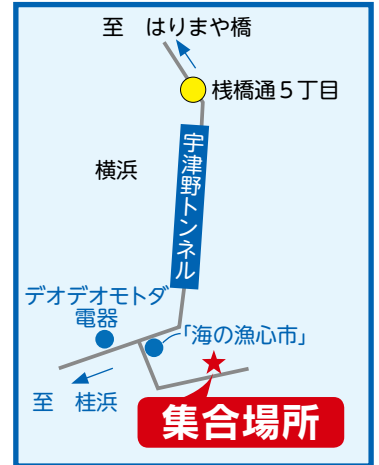 至　はりまや橋
桟橋通５丁目
横浜
宇津野トンネル
デオデオモトダ
電器
「海の漁心市」
至　桂浜
集合場所